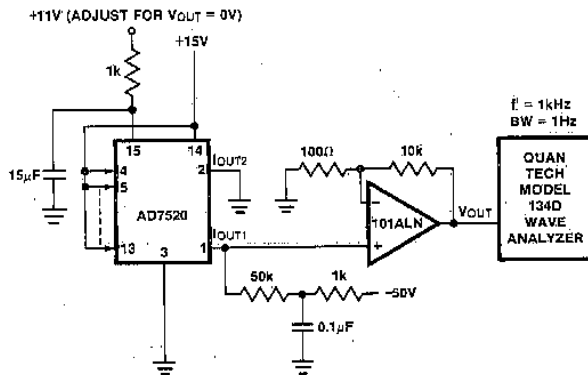 +11V (ADJUST FOR VOUT = 0V)
+15V
1k
15µF
15
14
4
5
13
2
1
3
IOUT2
IOUT1
AD7520
100Ω
10k
101ALN
VOUT
50k
1k
–50V
0.1µF
f = 1kHz
BW = 1Hz
QUAN
TECH
MODEL
134D
WAVE
ANALYZER